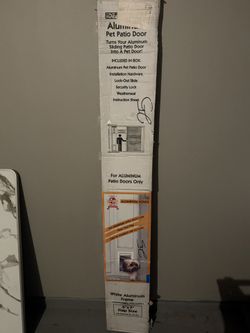 Aluminum
Pet Patio Door
Turns Your Aluminum
Sliding Patio Door
Into A Pet Door!
INCLUDED IN BOX:
Aluminum Pet Patio Door
Installation Hardware
Lock-Out Slide
Security Lock
Weatherseal
Instruction Sheet
25
For ALUMINUM
Patio Doors Only
25
White Aluminum
Frame
Flap Size